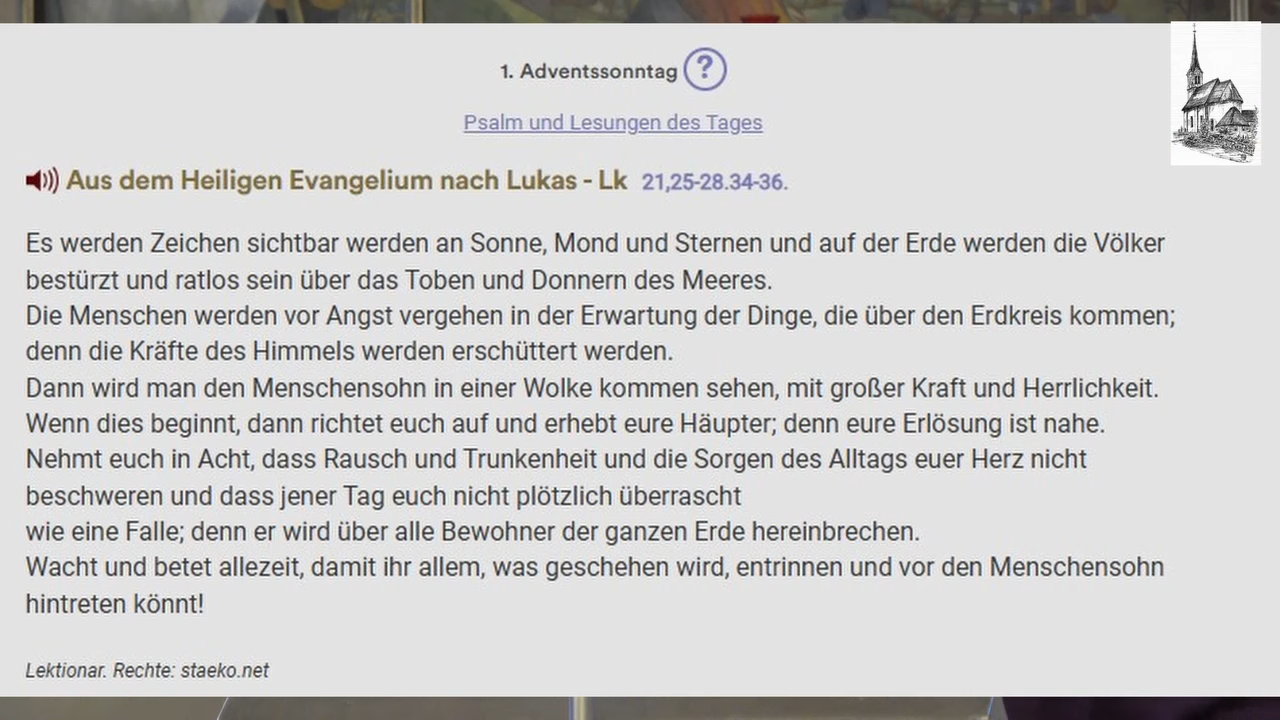 1. Adventssonntag ?
Psalm und Lesungen des Tages
Aus dem Heiligen Evangelium nach Lukas - Lk 21,25-28.34-36.
Es werden Zeichen sichtbar werden an Sonne, Mond und Sternen und auf der Erde werden die Völker
bestürzt und ratlos sein über das Toben und Donnern des Meeres.
Die Menschen werden vor Angst vergehen in der Erwartung der Dinge, die über den Erdkreis kommen;
denn die Kräfte des Himmels werden erschüttert werden.
Dann wird man den Menschensohn in einer Wolke kommen sehen, mit großer Kraft und Herrlichkeit.
Wenn dies beginnt, dann richtet euch auf und erhebt eure Häupter; denn eure Erlösung ist nahe.
Nehmt euch in Acht, dass Rausch und Trunkenheit und die Sorgen des Alltags euer Herz nicht
beschweren und dass jener Tag euch nicht plötzlich überrascht
wie eine Falle; denn er wird über alle Bewohner der ganzen Erde hereinbrechen.
Wacht und betet allezeit, damit ihr allem, was geschehen wird, entrinnen und vor den Menschensohn
hintreten könnt!
Lektionar. Rechte: staeko.net